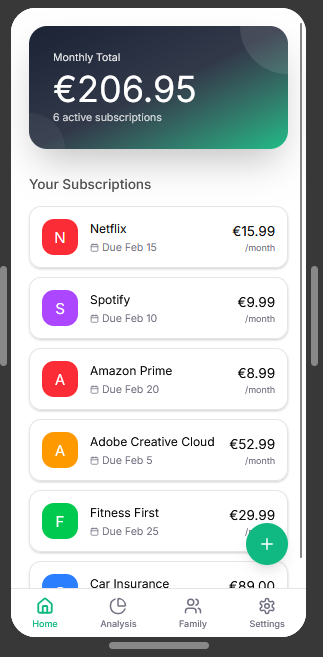 Monthly Total
€206.95
6 active subscriptions
Your Subscriptions
N
Netflix
Due Feb 15
€15.99
/month
S
Spotify
Due Feb 10
€9.99
/month
A
Amazon Prime
Due Feb 20
€8.99
/month
A
Adobe Creative Cloud
Due Feb 5
€52.99
/month
F
Fitness First
Due Feb 25
€29.99
Car Insurance
€89.00
+
Home
Analysis
Family
Settings